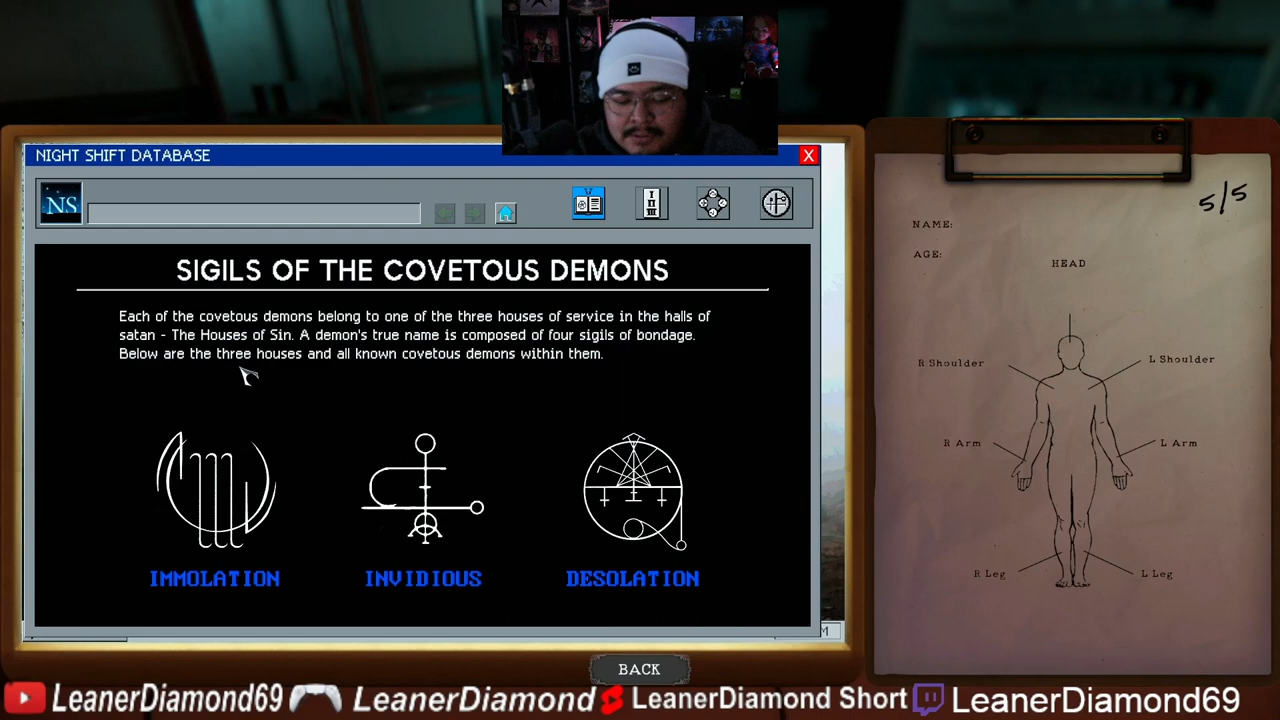 NIGHT SHIFT DATABASE
X
NS
I
II
III
SIGILS OF THE COVETOUS DEMONS
Each of the covetous demons belong to one of the three houses of service in the halls of
satan - The Houses of Sin. A demon's true name is composed of four sigils of bondage.
Below are the three houses and all known covetous demons within them.
IMMOLATION
INVIDIOUS
DESOLATION
BACK
5/5
NAME:
AGE:
HEAD
R Shoulder
L Shoulder
R Arm
L Arm
R Leg
L Leg
LeanerDiamond69 LeanerDiamond LeanerDiamond Short LeanerDiamond69